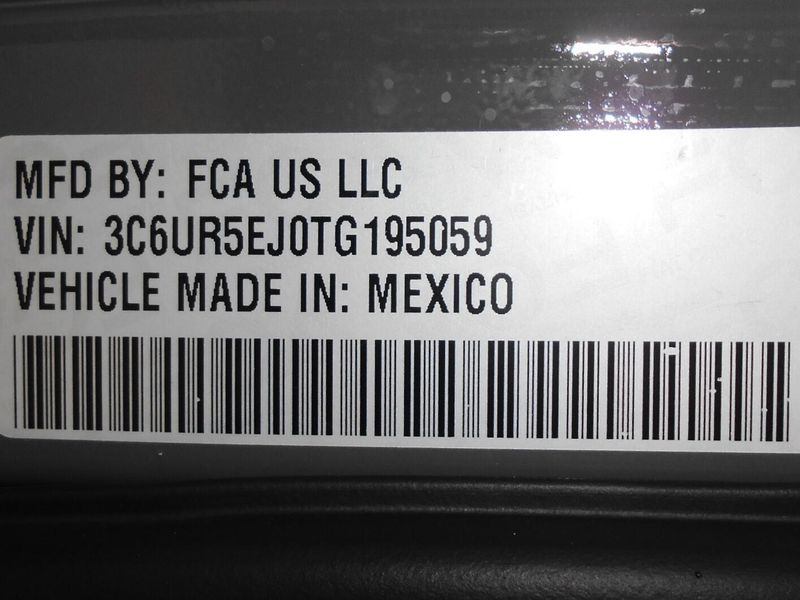 MFD BY: FCA US LLC
VIN: 3C6UR5EJ0TG195059
VEHICLE MADE IN: MEXICO